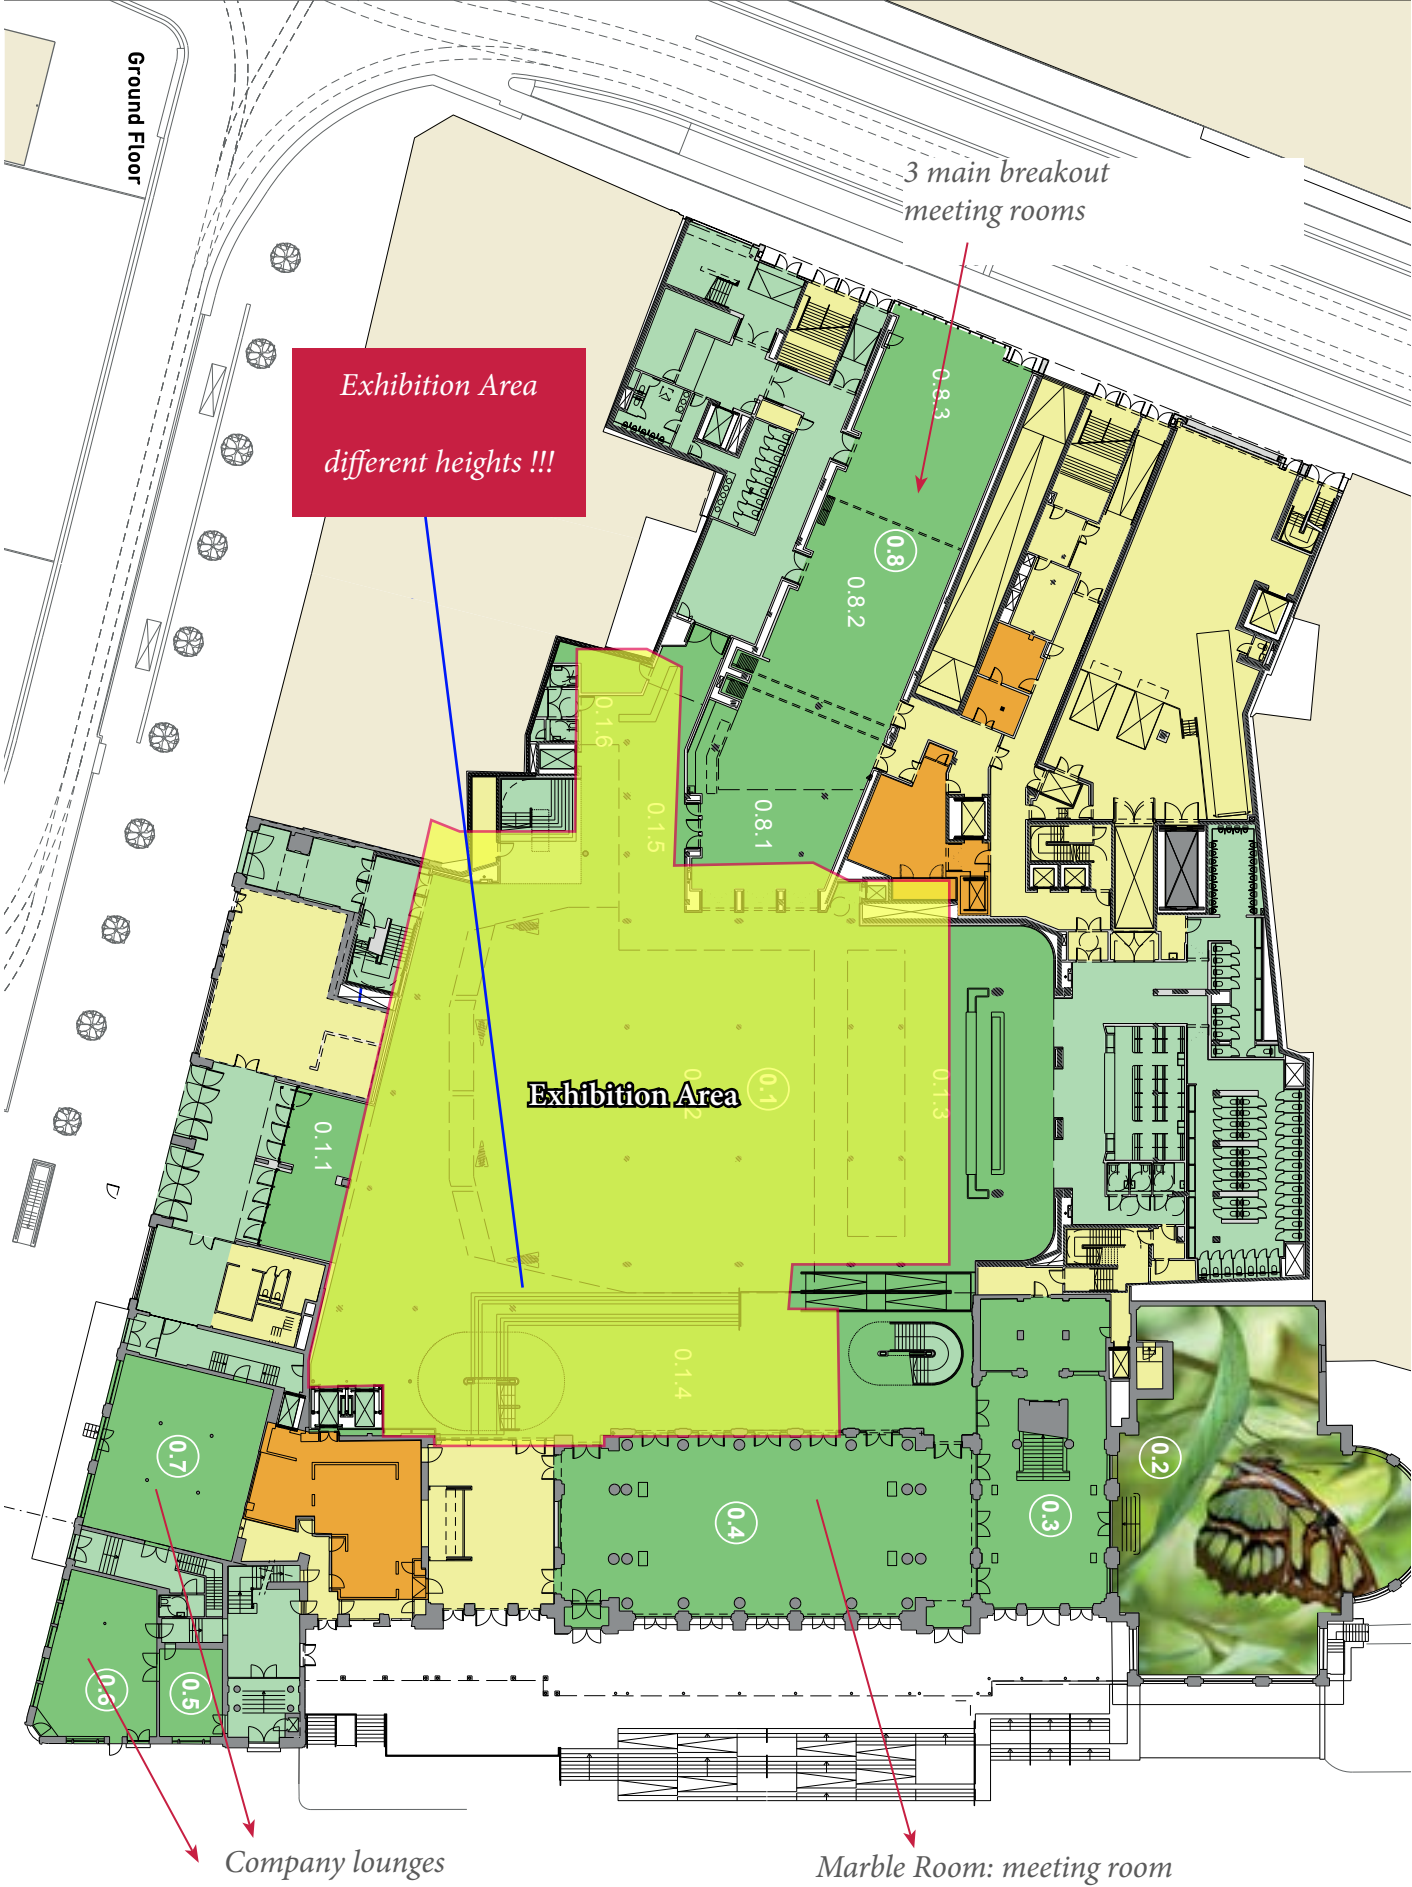 Ground Floor
3 main breakout
meeting rooms
Exhibition Area
different heights !!!
0.8.3
0.8
0.8.2
0.1.6
0.1.5
0.8.1
Exhibition Area
0.1
0.1.3
0.1.1
0.1.4
0.7
0.4
0.3
0.2
0.6
0.5
Company lounges
Marble Room: meeting room